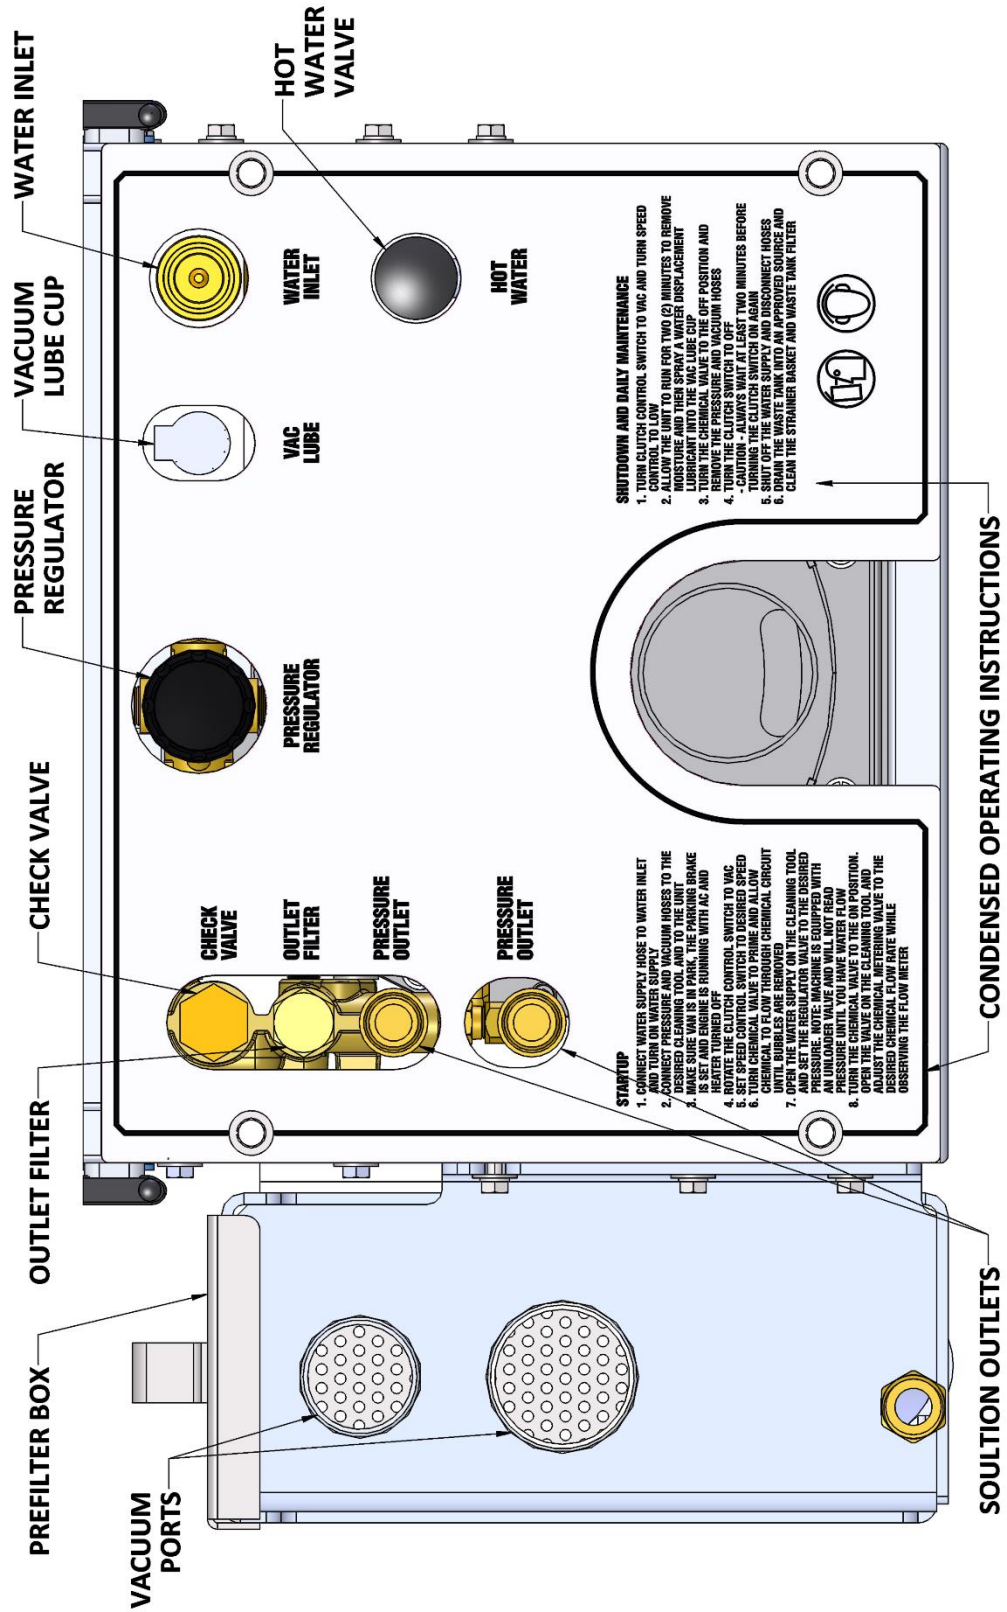 PREFILTER BOX
OUTLET FILTER
CHECK VALVE
PRESSURE
REGULATOR
VACUUM
LUBE CUP
WATER INLET
HOT
WATER
VALVE
VACUUM
PORTS
CHECK
VALVE
OUTLET
FILTER
PRESSURE
OUTLET
PRESSURE
OUTLET
PRESSURE
REGULATOR
VAC
LUBE
WATER
INLET
HOT
WATER
STARTUP
1. CONNECT WATER SUPPLY HOSE TO WATER INLET
AND TURN ON WATER SUPPLY
2. CONNECT PRESSURE AND VACUUM HOSES TO THE
DESIRED CLEANING TOOL AND TO THE UNIT
3. MAKE SURE VAN IS IN PARK, THE PARKING BRAKE
IS SET AND ENGINE IS RUNNING WITH AC AND
HEATER TURNED OFF
4. ROTATE THE CLUTCH CONTROL SWITCH TO VAC
5. SET SPEED CONTROL SWITCH TO DESIRED SPEED
6. TURN CHEMICAL VALVE TO PRIME AND ALLOW
CHEMICAL TO FLOW THROUGH CHEMICAL CIRCUIT
UNTIL BUBBLES ARE REMOVED
7. OPEN THE WATER SUPPLY ON THE CLEANING TOOL
AND SET THE REGULATOR VALVE TO THE DESIRED
PRESSURE. NOTE: MACHINE IS EQUIPPED WITH
AN UNLOADER VALVE AND WILL NOT READ
PRESSURE UNTIL YOU HAVE WATER FLOW
8. TURN THE CHEMICAL VALVE TO THE ON POSITION.
OPEN THE VALVE ON THE CLEANING TOOL AND
ADJUST THE CHEMICAL METERING VALVE TO THE
DESIRED CHEMICAL FLOW RATE WHILE
OBSERVING THE FLOW METER
SHUTDOWN AND DAILY MAINTENANCE
1. TURN CLUTCH CONTROL SWITCH TO VAC AND TURN SPEED
CONTROL TO LOW
2. ALLOW THE UNIT TO RUN FOR TWO (2) MINUTES TO REMOVE
MOISTURE AND THEN SPRAY A WATER DISPLACEMENT
LUBRICANT INTO THE VAC LUBE CUP
3. TURN THE CHEMICAL VALVE TO THE OFF POSITION AND
REMOVE THE PRESSURE AND VACUUM HOSES
4. TURN THE CLUTCH SWITCH TO OFF
- CAUTION - ALWAYS WAIT AT LEAST TWO MINUTES BEFORE
TURNING THE CLUTCH SWITCH ON AGAIN
5. SHUT OFF THE WATER SUPPLY AND DISCONNECT HOSES
6. DRAIN THE WASTE TANK INTO AN APPROVED SOURCE AND
CLEAN THE STRAINER BASKET AND WASTE TANK FILTER
SOULTION OUTLETS
CONDENSED OPERATING INSTRUCTIONS